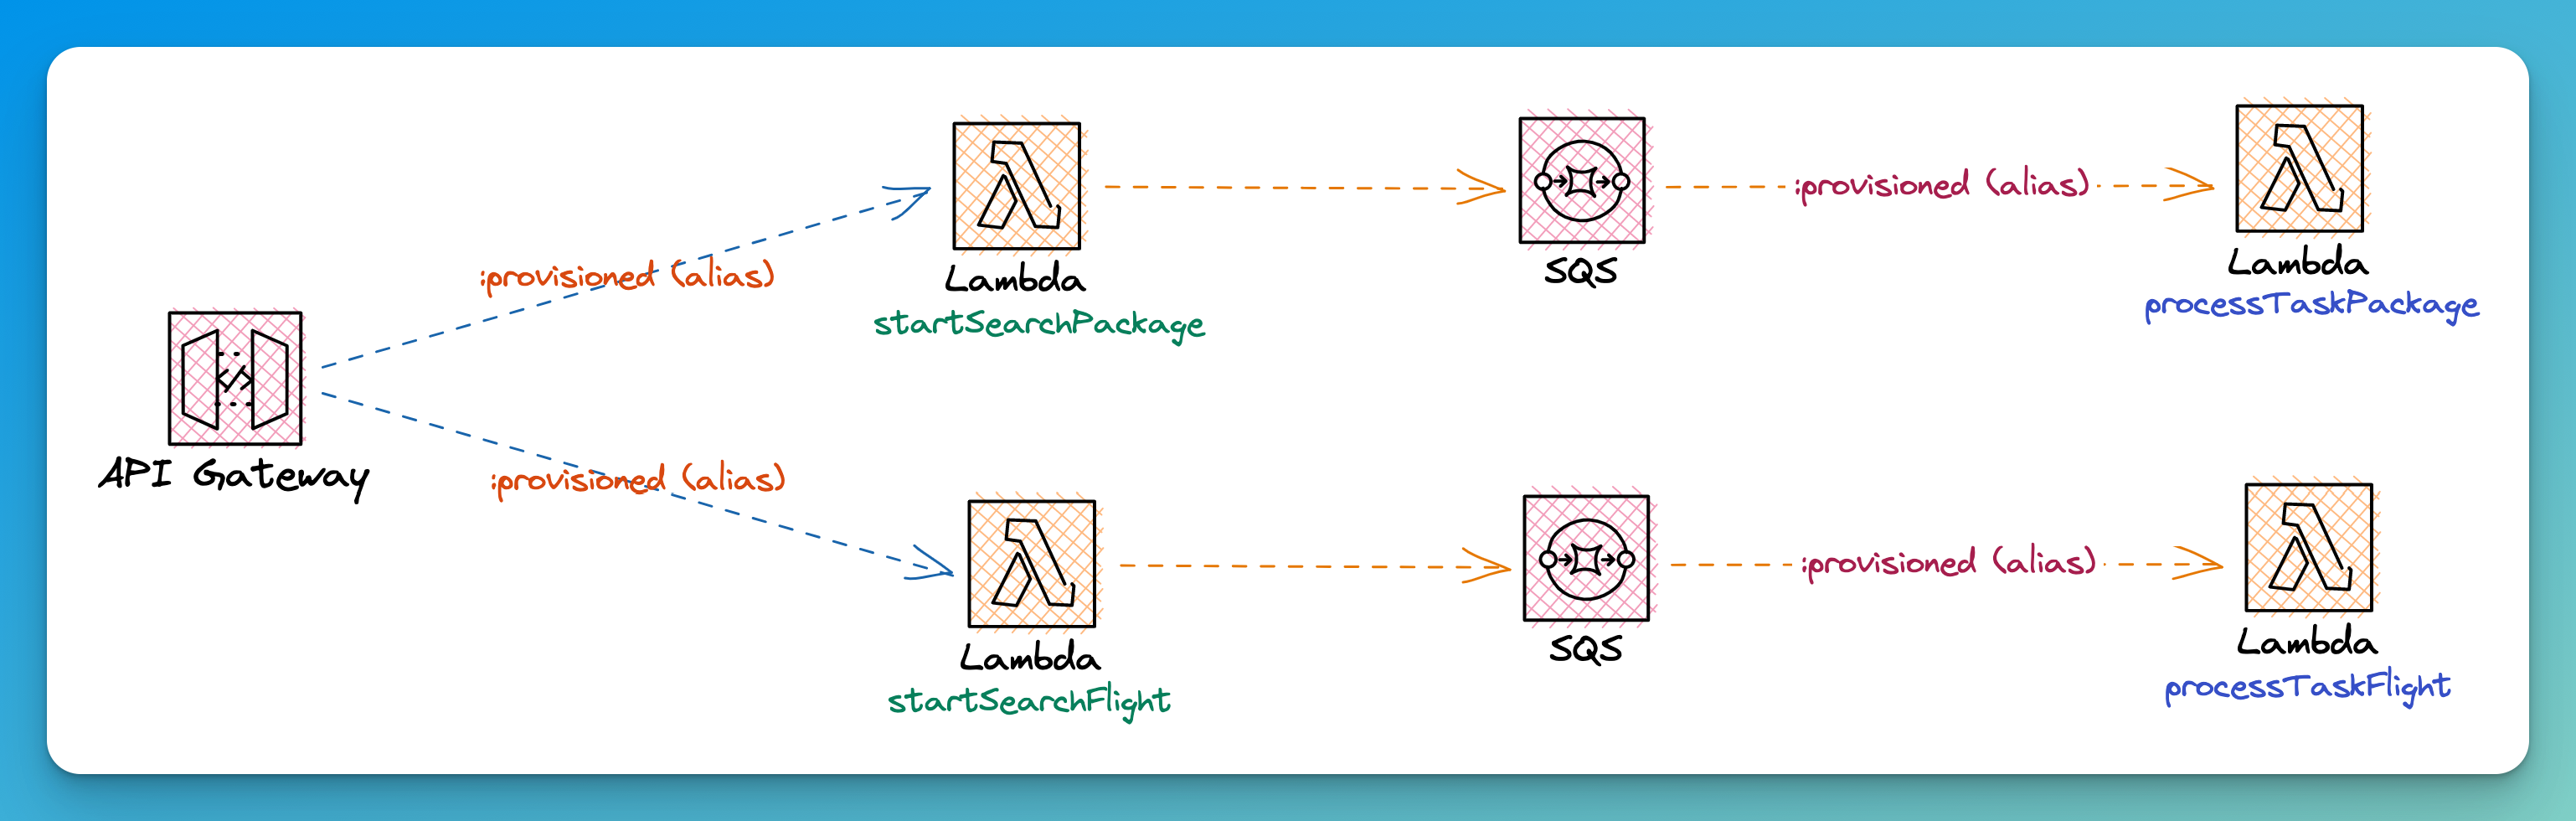 :provisioned (alias)
Lambda
startSearchPackage
SQS
:provisioned (alias)
Lambda
processTaskPackage
API Gateway
:provisioned (alias)
Lambda
startSearchFlight
SQS
:provisioned (alias)
Lambda
processTaskFlight